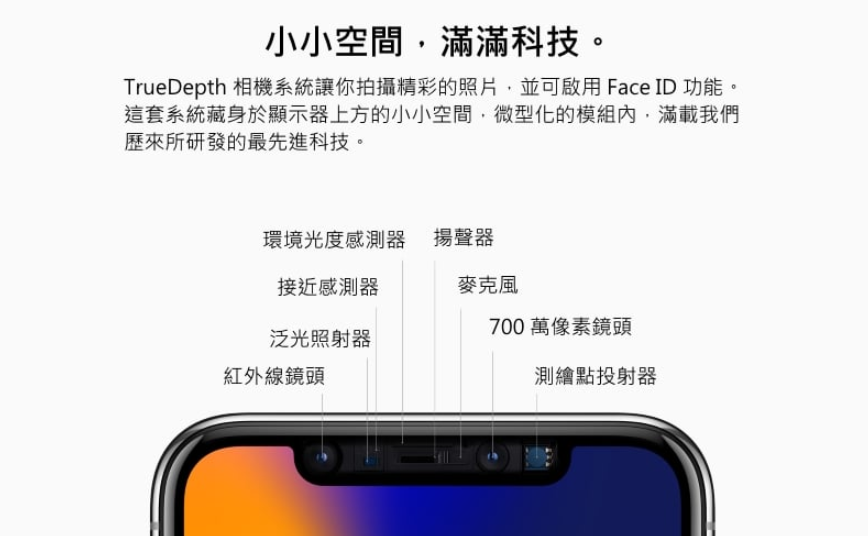 小小空間，滿滿科技。
TrueDepth 相機系統讓你拍攝精彩的照片，並可啟用 Face ID 功能。
這套系統藏身於顯示器上方的小小空間，微型化的模組內，滿載我們
歷來所研發的最先進科技。
環境光度感測器
揚聲器
接近感測器
麥克風
泛光照射器
700 萬像素鏡頭
紅外線鏡頭
測繪點投射器